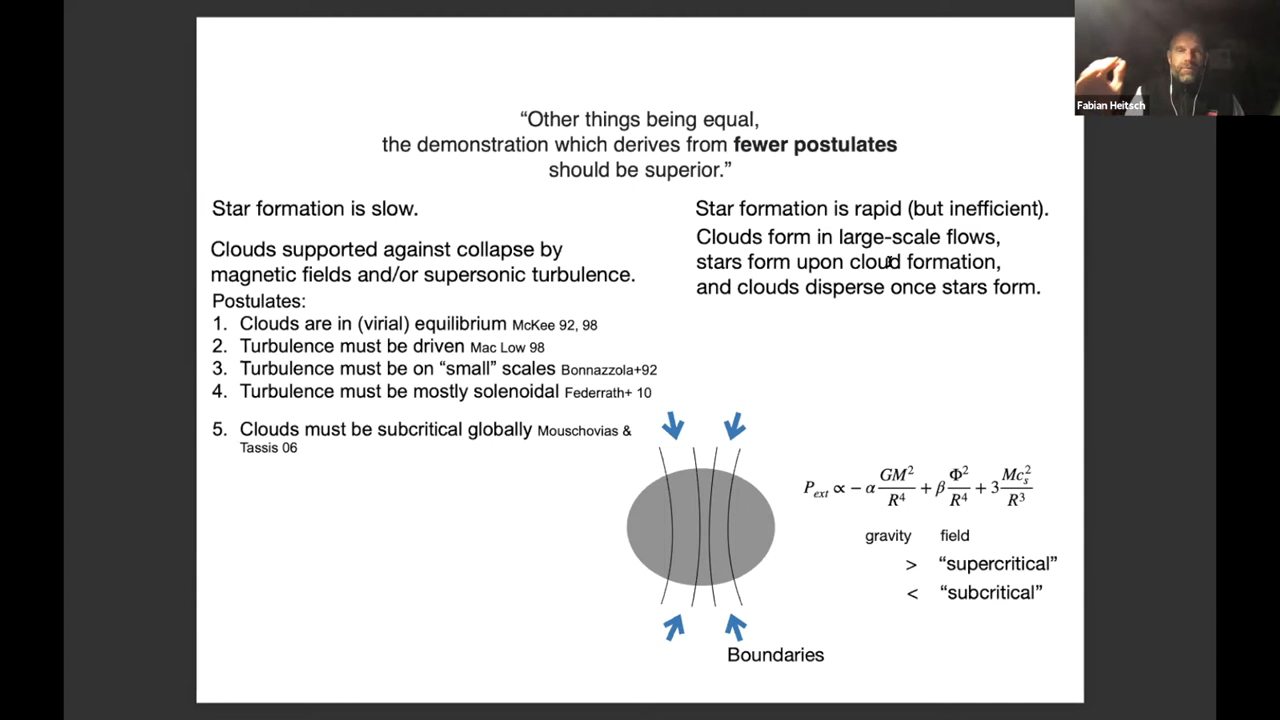 Fabian Heitsch
“Other things being equal,
the demonstration which derives from fewer postulates
should be superior.”
Star formation is slow.
Clouds supported against collapse by
magnetic fields and/or supersonic turbulence.
Postulates:
1. Clouds are in (virial) equilibrium McKee 92, 98
2. Turbulence must be driven Mac Low 98
3. Turbulence must be on “small” scales Bonnazzola+92
4. Turbulence must be mostly solenoidal Federrath+ 10
5. Clouds must be subcritical globally Mouschovias &
Tassis 06
Star formation is rapid (but inefficient).
Clouds form in large-scale flows,
stars form upon cloud formation,
and clouds disperse once stars form.
P_ext ∝ − α GM²/R⁴ + β Φ²/R⁴ + 3 Mc_s²/R³
gravity field
> “supercritical”
< “subcritical”
Boundaries